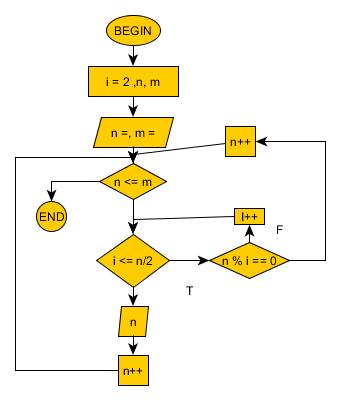 BEGIN
i = 2 ,n, m
n =, m =
n++
n <= m
END
I++
F
i <= n/2
n % i == 0
T
n
n++